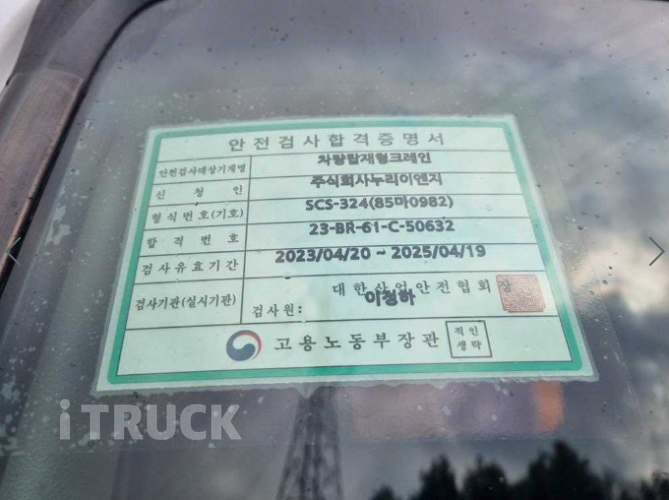 안전검사합격증명서
안전검사대상기계명 차량탑재형크레인
신청인 주식회사누리이엔지
형식번호(기호) SCS-324(85마0982)
합격번호 23-BR-61-C-50632
검사유효기간 2023/04/20 ~ 2025/04/19
검사기관(실시기관) 대한산업안전협회장
검사원: 이청하
고용노동부장관 직인생략
iTRUCK